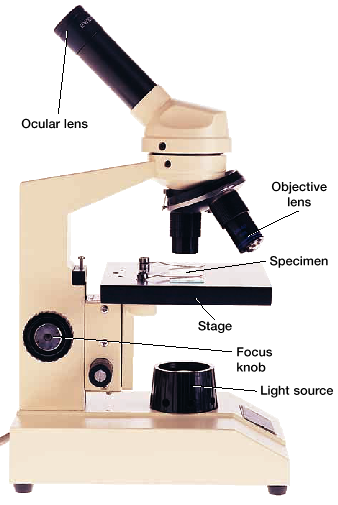 Ocular lens
Objective
lens
Specimen
Stage
Focus
knob
Light source